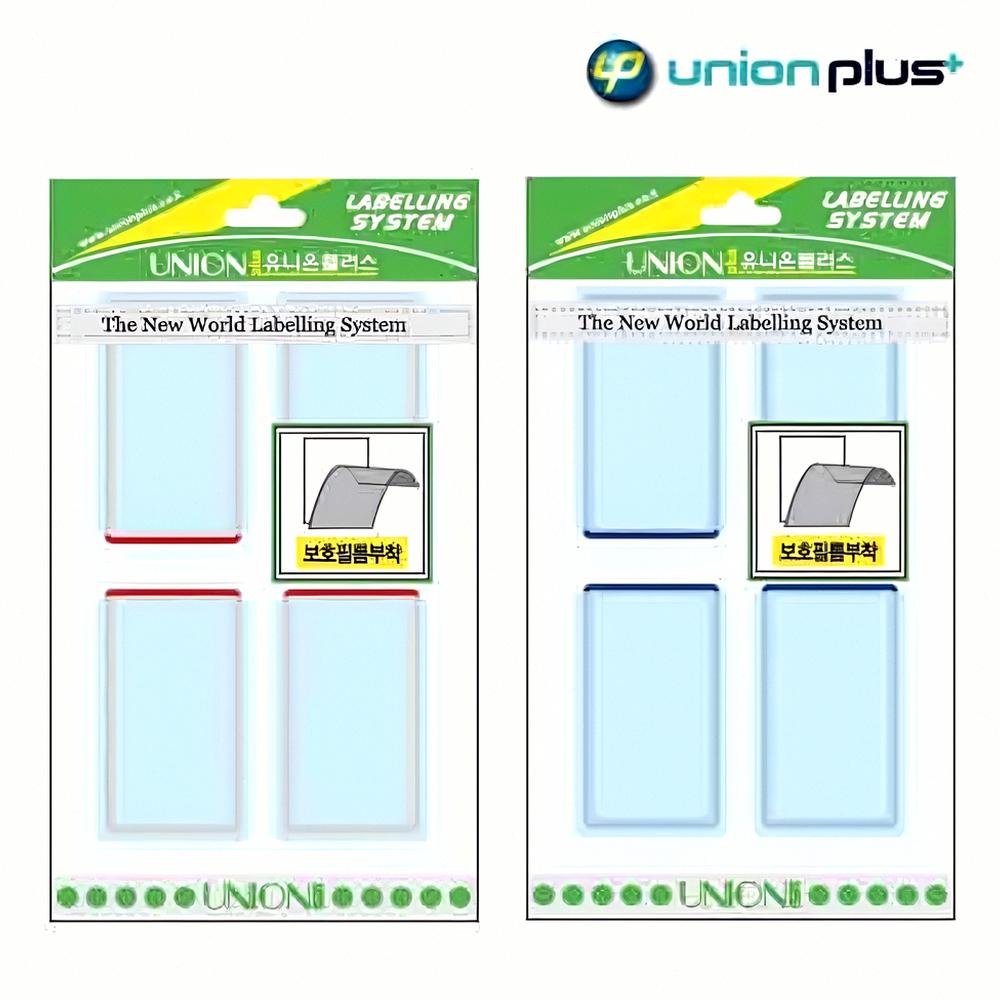 union plus+
LABELLING
SYSTEM
UNION 유니온플러스
The New World Labelling System
보호필름부착
UNION
LABELLING
SYSTEM
UNION 유니온플러스
The New World Labelling System
보호필름부착
UNION